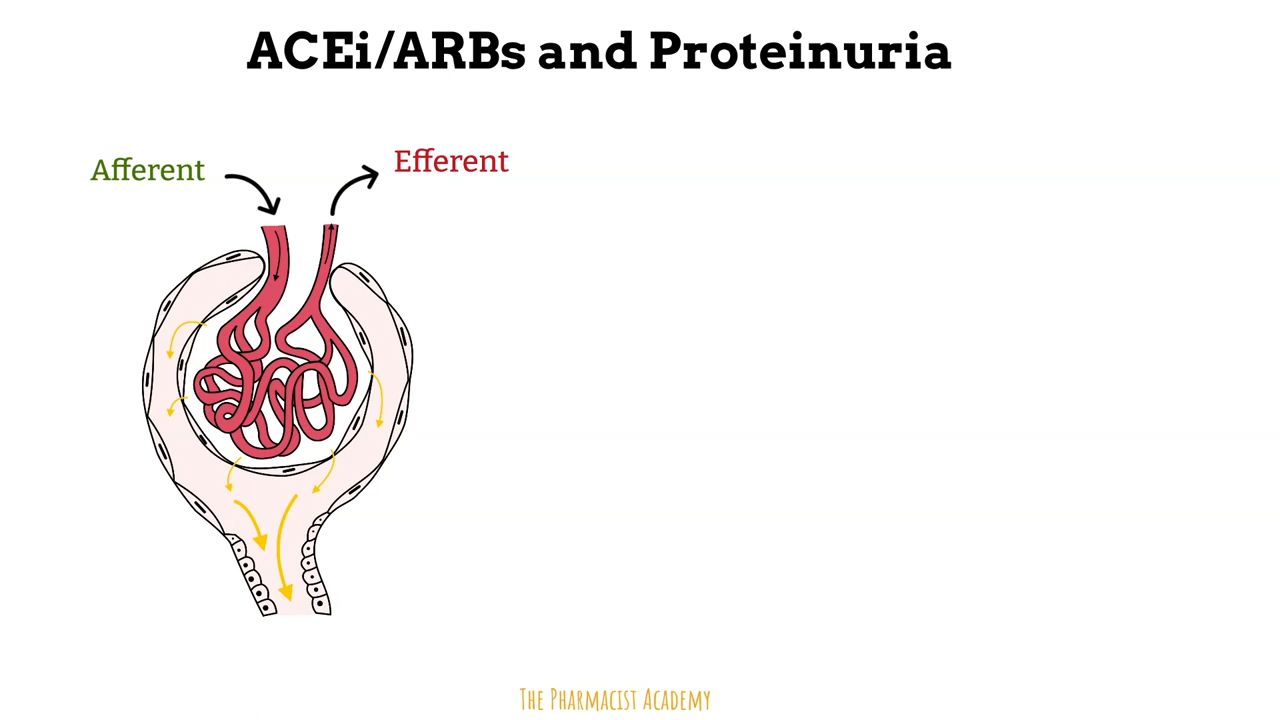 ACEi/ARBs and Proteinuria
Afferent
Efferent
The Pharmacist Academy